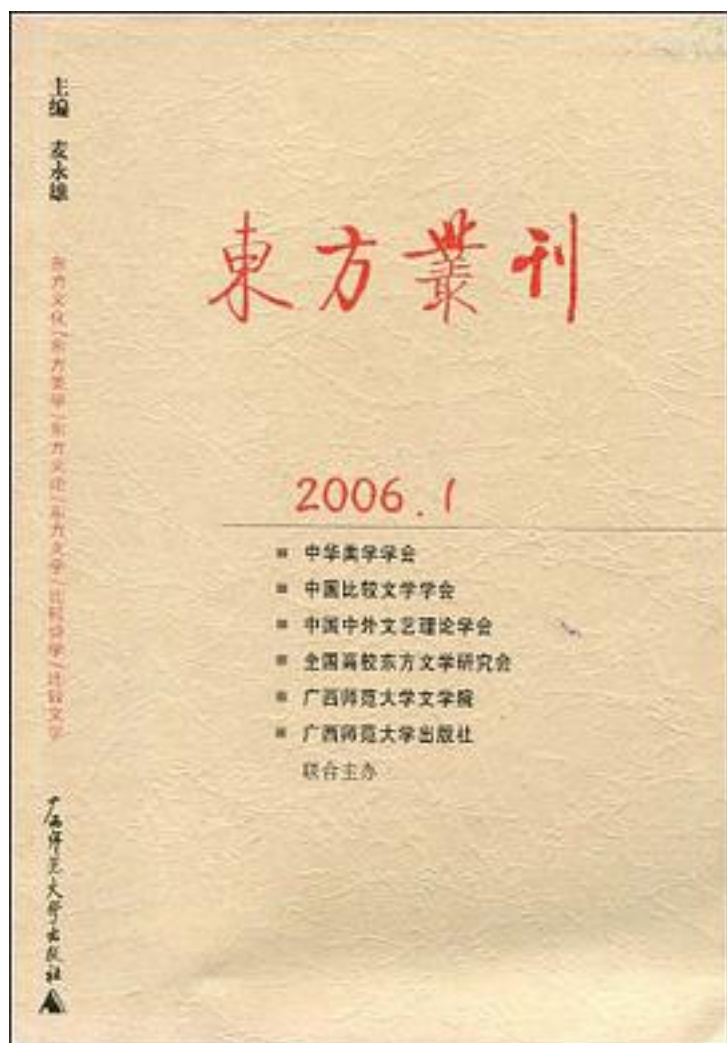 主编 麦永雄
东方文化|东方美学|东方文论|东方文学|比较诗学|比较文学
广西师范大学出版社
東方叢刊
2006.1
■ 中华美学学会
■ 中国比较文学学会
■ 中国中外文艺理论学会
■ 全国高校东方文学研究会
■ 广西师范大学文学院
■ 广西师范大学出版社
联合主办